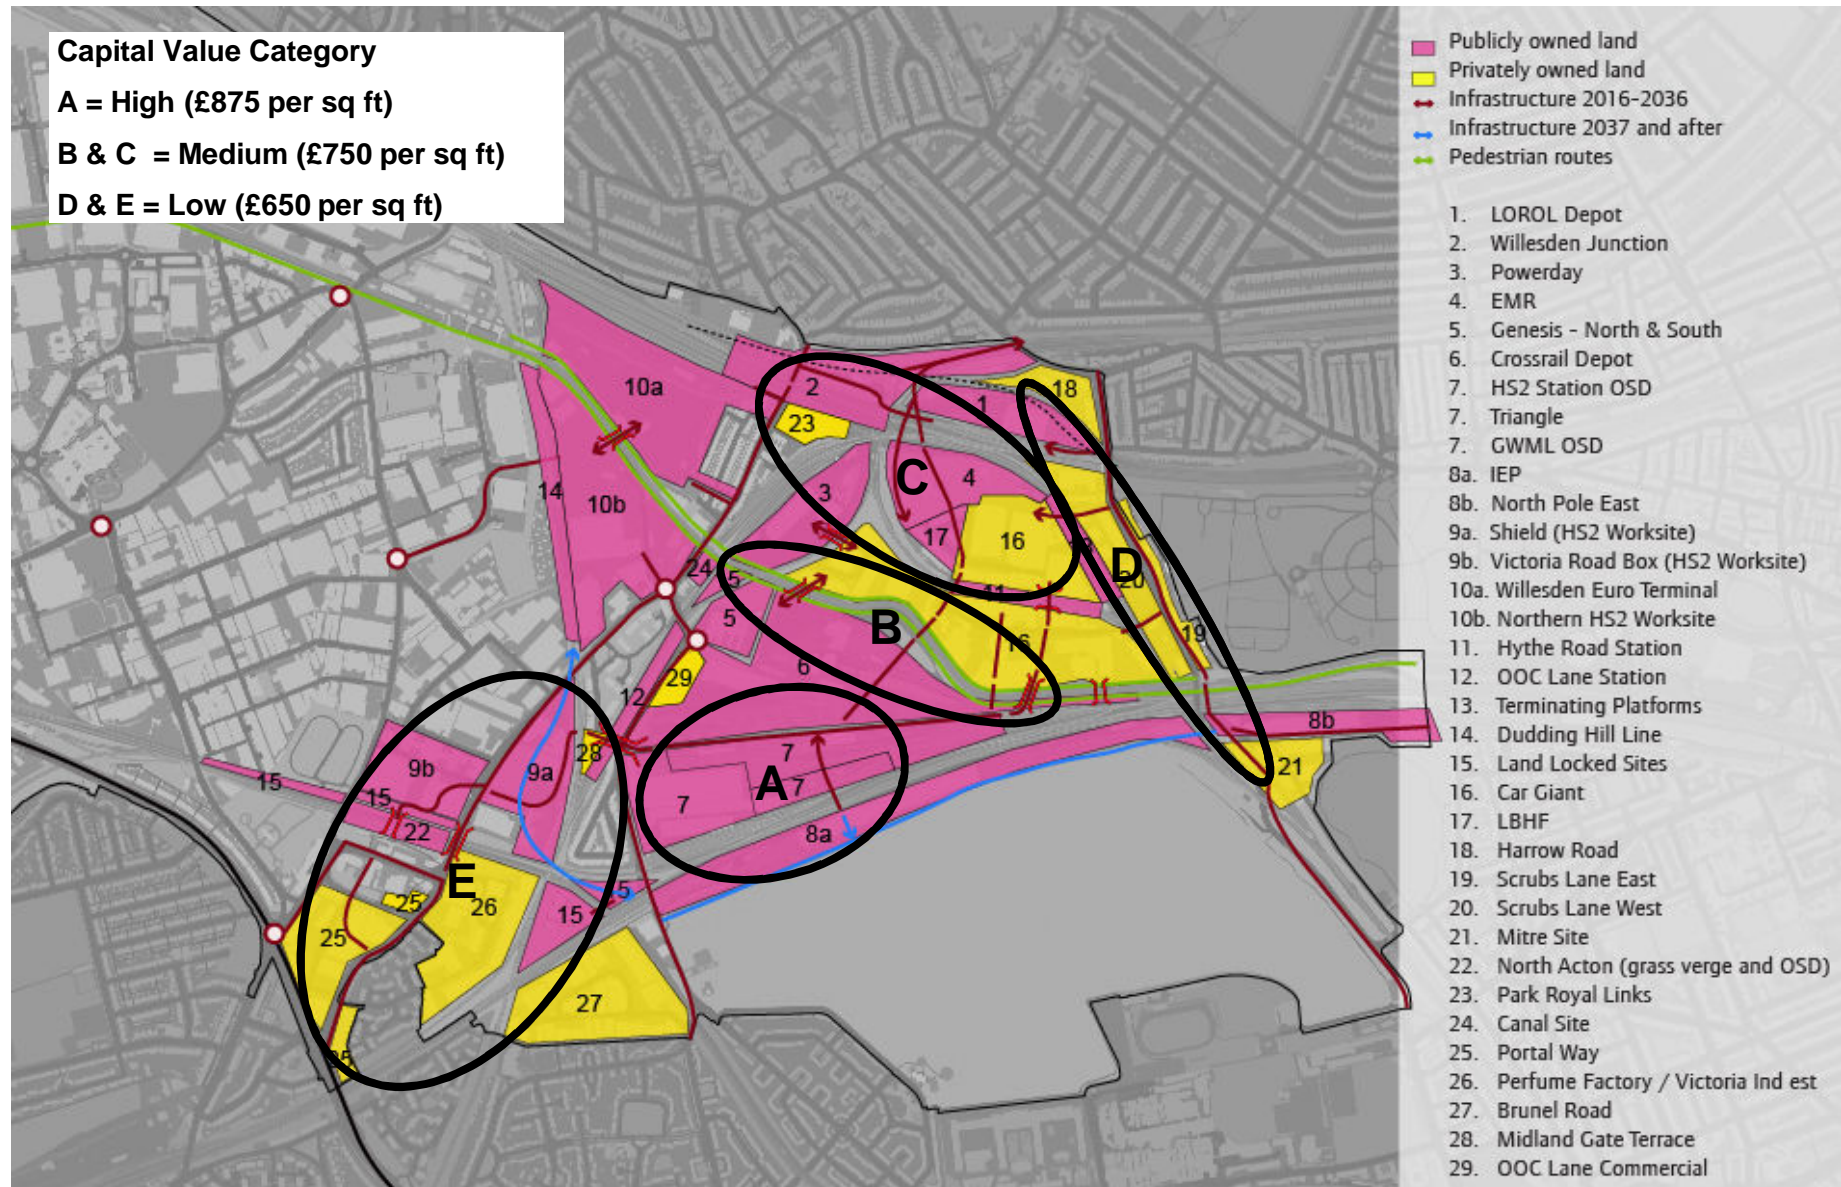 Capital Value Category
A = High (£875 per sq ft)
B & C = Medium (£750 per sq ft)
D & E = Low (£650 per sq ft)
Publicly owned land
Privately owned land
Infrastructure 2016-2036
Infrastructure 2037 and after
Pedestrian routes
1. LOROL Depot
2. Willesden Junction
3. Powerday
4. EMR
5. Genesis - North & South
6. Crossrail Depot
7. HS2 Station OSD
7. Triangle
7. GWML OSD
8a. IEP
8b. North Pole East
9a. Shield (HS2 Worksite)
9b. Victoria Road Box (HS2 Worksite)
10a. Willesden Euro Terminal
10b. Northern HS2 Worksite
11. Hythe Road Station
12. OOC Lane Station
13. Terminating Platforms
14. Dudding Hill Line
15. Land Locked Sites
16. Car Giant
17. LBHF
18. Harrow Road
19. Scrubs Lane East
20. Scrubs Lane West
21. Mitre Site
22. North Acton (grass verge and OSD)
23. Park Royal Links
24. Canal Site
25. Portal Way
26. Perfume Factory / Victoria Ind est
27. Brunel Road
28. Midland Gate Terrace
29. OOC Lane Commercial
10a
2
18
1
23
14
10b
3
C
4
17
16
D
20
24
5
11
5
B
16
19
6
29
12
8b
28
7
21
9b
9a
15
A
7
15
7
22
8a
E
5
25
26
15
25
27
25